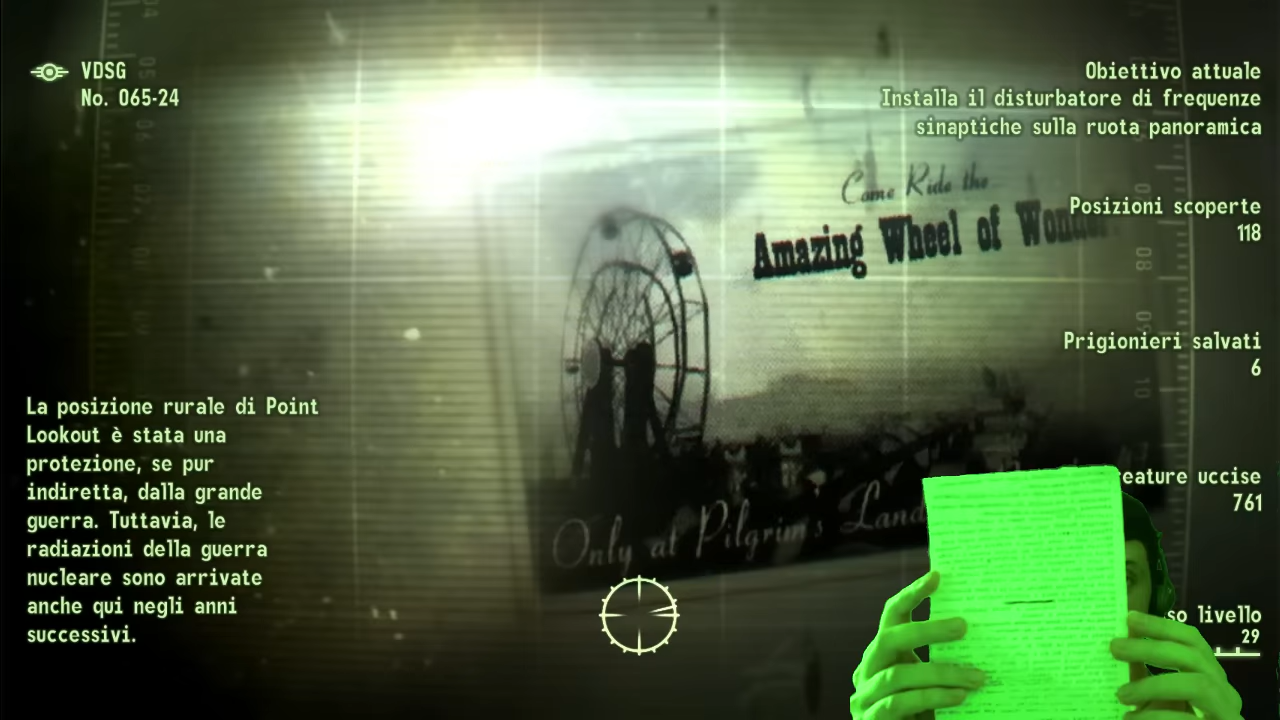 VDSG
No. 065-24
Obiettivo attuale
Installa il disturbatore di frequenze
sinaptiche sulla ruota panoramica
Come Ride the
Amazing Wheel of
Posizioni scoperte
118
Prigionieri salvati
6
La posizione rurale di Point
Lookout è stata una
protezione, se pur
indiretta, dalla grande
guerra. Tuttavia, le
radiazioni della guerra
nucleare sono arrivate
anche qui negli anni
successivi.
Only at Pilgrim's Land
uccise
761
livello
29